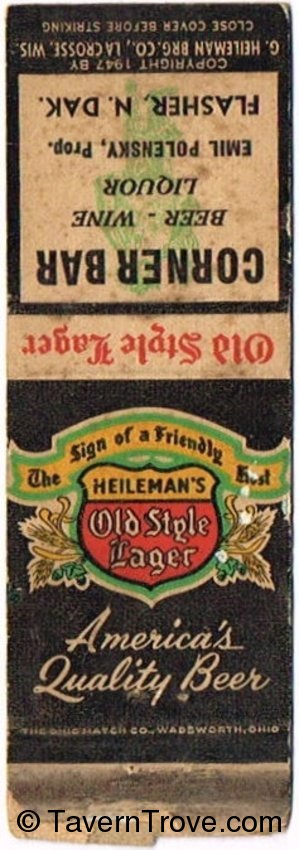 CORNER BAR
BEER - WINE
LIQUOR
EMIL POLENSKY, Prop.
FLASHER, N. DAK.
COPYRIGHT 1947 BY
G. HEILEMAN BRG. CO., LA CROSSE, WIS.
CLOSE COVER BEFORE STRIKING
Old Style Lager
The Sign of a Friendly Host
HEILEMAN'S
Old Style
Lager
America's
Quality Beer
THE OHIO MATCH CO., WADSWORTH, OHIO
© TavernTrove.com